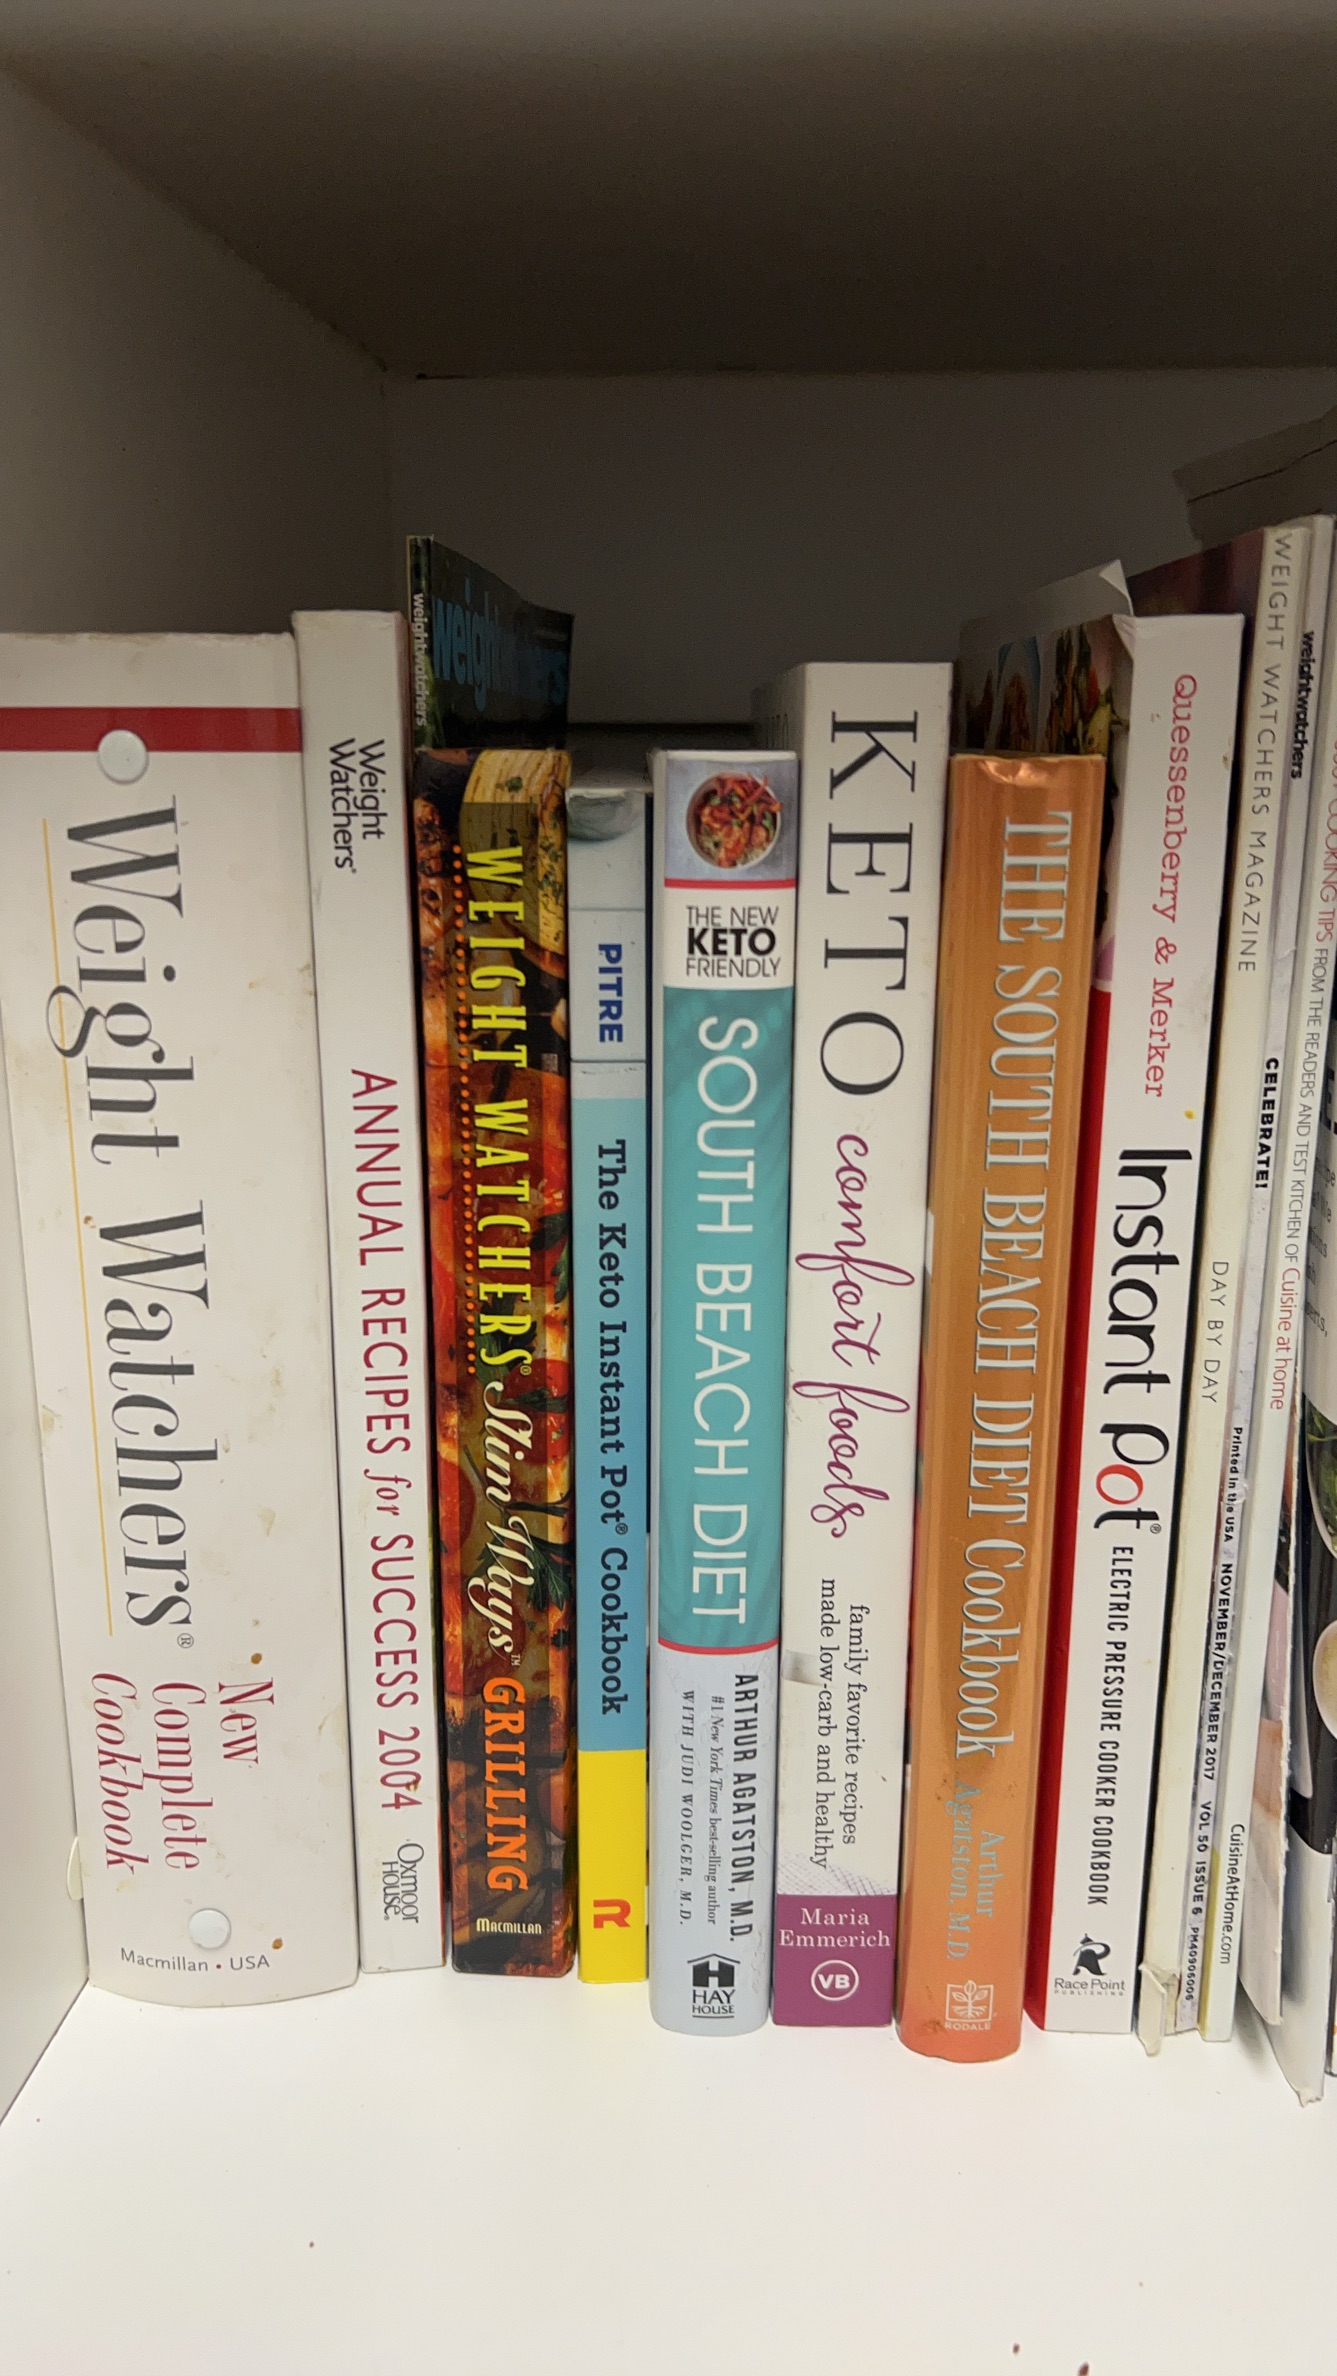 Weight Watchers®
New
Complete
Cookbook
Macmillan • USA
Weight
Watchers®
ANNUAL RECIPES for SUCCESS 2004
Oxmoor
HOUSE®
weightwatchers
WEIGHT WATCHERS® Slim Ways™ GRILLING
MACMILLAN
PITRE
The Keto Instant Pot® Cookbook
R
THE NEW
KETO
FRIENDLY
SOUTH BEACH DIET
ARTHUR AGATSTON, M.D.
#1 New York Times best-selling author
WITH JUDI WOOLGER, M.D.
HAY
HOUSE
KETO comfort foods
family favorite recipes
made low-carb and healthy
Maria
Emmerich
VB
THE SOUTH BEACH DIET Cookbook
Arthur
Agatston, M.D.
RODALE
Quessenberry & Merker
Instant Pot®
ELECTRIC PRESSURE COOKER COOKBOOK
Race Point
PUBLISHING
WEIGHT WATCHERS MAGAZINE
DAY BY DAY
weightwatchers
CELEBRATE!
Printed in the USA
NOVEMBER/DECEMBER 2017
VOL 50 ISSUE 6
PM40906006
COOKING TIPS FROM THE READERS AND TEST KITCHEN OF Cuisine at home
CuisineAtHome.com